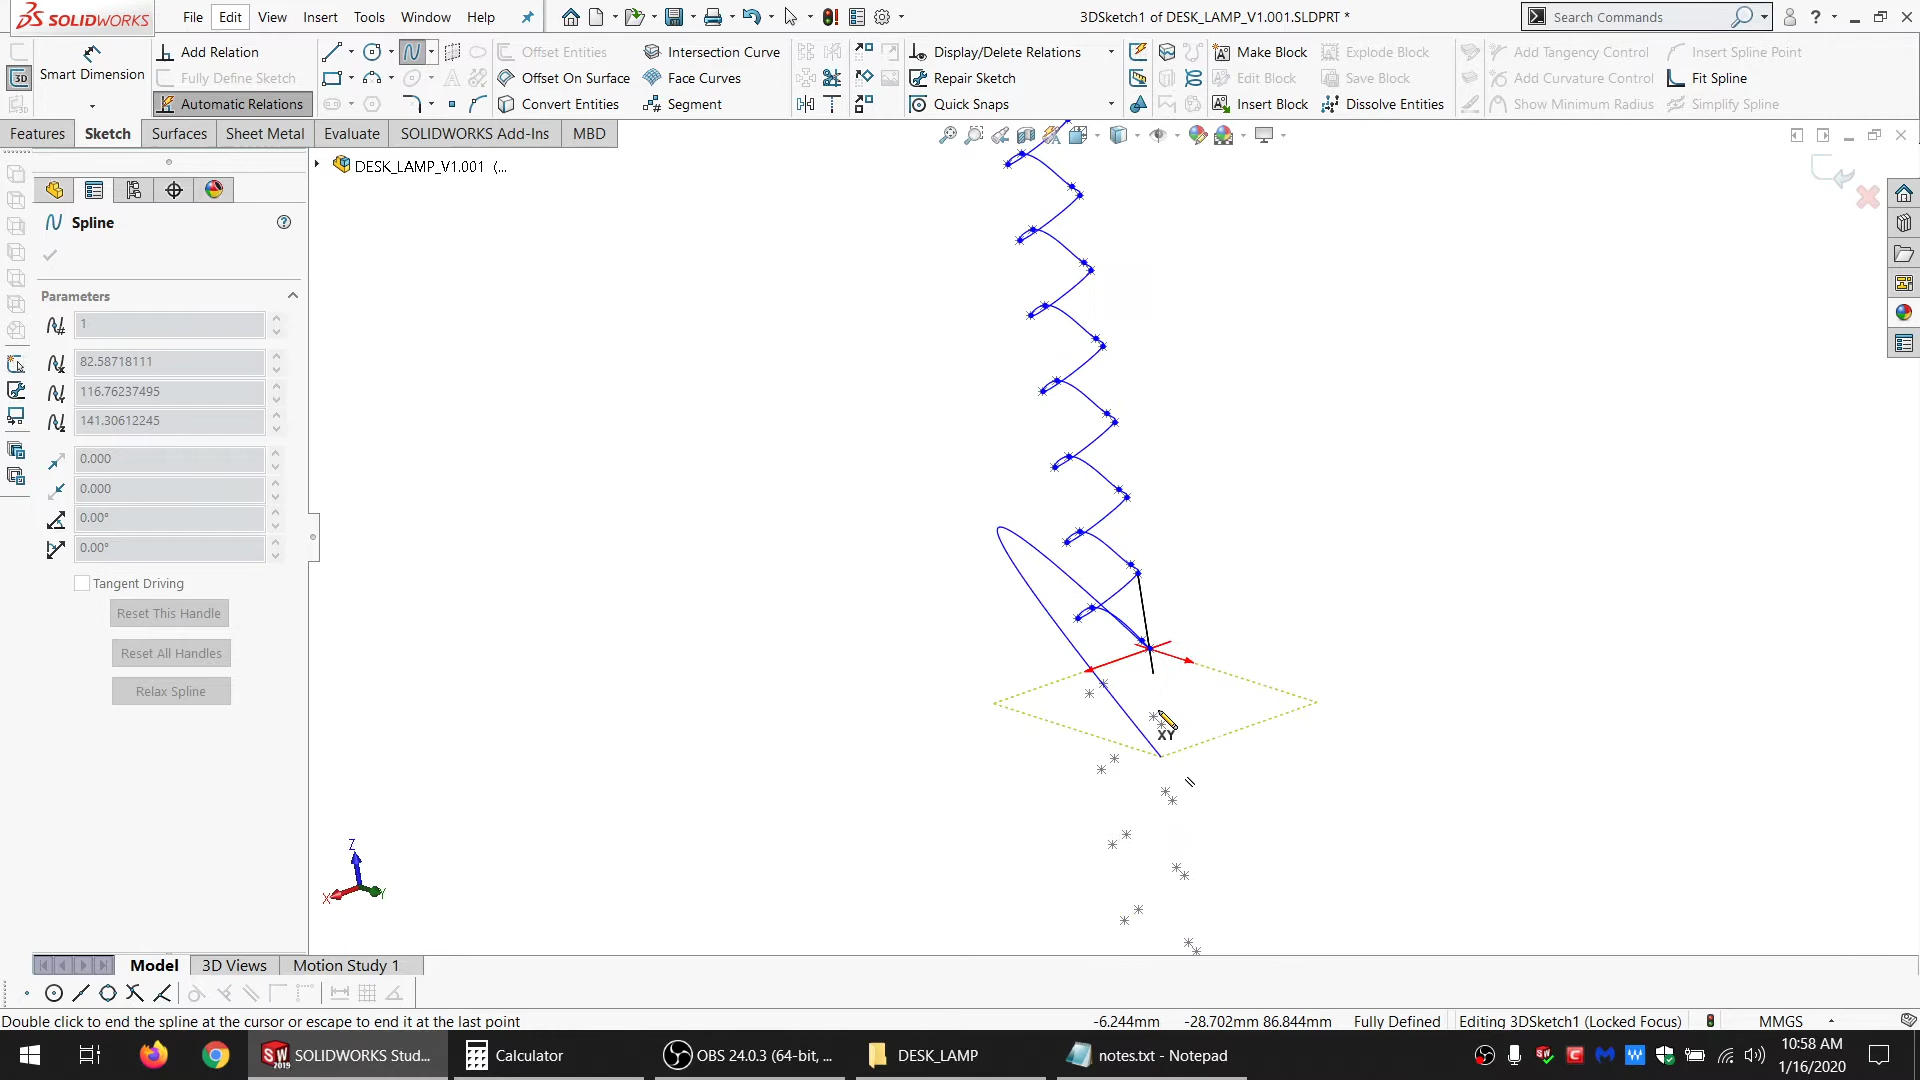 SOLIDWORKS
File Edit View Insert Tools Window Help
3DSketch1 of DESK_LAMP_V1.001.SLDPRT *
Search Commands
Smart Dimension
Add Relation
Fully Define Sketch
Automatic Relations
Offset Entities
Offset On Surface
Convert Entities
Intersection Curve
Face Curves
Segment
Display/Delete Relations
Repair Sketch
Quick Snaps
Make Block
Edit Block
Insert Block
Explode Block
Save Block
Dissolve Entities
Add Tangency Control
Add Curvature Control
Show Minimum Radius
Insert Spline Point
Fit Spline
Simplify Spline
Features Sketch Surfaces Sheet Metal Evaluate SOLIDWORKS Add-Ins MBD
DESK_LAMP_V1.001 (...
Spline
Parameters
1
82.58718111
116.76237495
141.30612245
0.000
0.000
0.00°
0.00°
Tangent Driving
Reset This Handle
Reset All Handles
Relax Spline
XY
Z
X
Y
Model 3D Views Motion Study 1
Double click to end the spline at the cursor or escape to end it at the last point
-6.244mm -28.702mm 86.844mm Fully Defined Editing 3DSketch1 (Locked Focus) MMGS
SOLIDWORKS Stud...
Calculator
OBS 24.0.3 (64-bit, ...
DESK_LAMP
notes.txt - Notepad
10:58 AM
1/16/2020